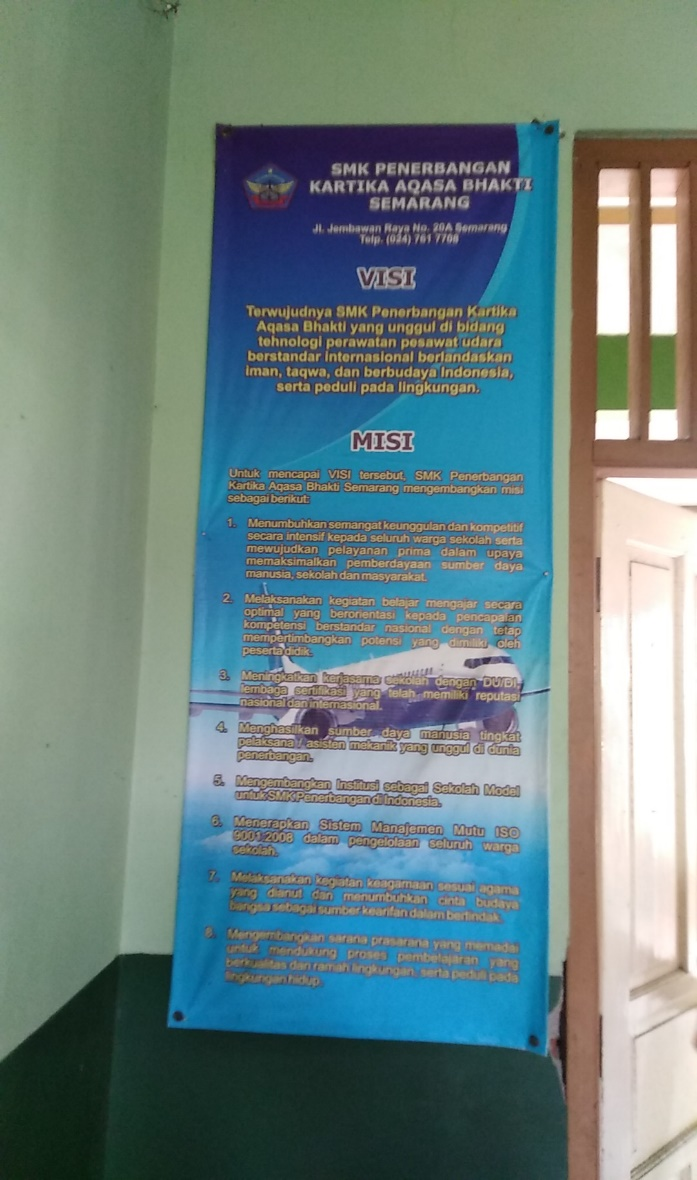 SMK PENERBANGAN
KARTIKA AQASA BHAKTI
SEMARANG
Jl. Jembawan Raya No. 20A Semarang
Telp. (024) 761 7708
VISI
Terwujudnya SMK Penerbangan Kartika
Aqasa Bhakti yang unggul di bidang
tehnologi perawatan pesawat udara
berstandar internasional berlandaskan
iman, taqwa, dan berbudaya Indonesia,
serta peduli pada lingkungan.
MISI
Untuk mencapai VISI tersebut, SMK Penerbangan
Kartika Aqasa Bhakti Semarang mengembangkan misi
sebagai berikut:
1. Menumbuhkan semangat keunggulan dan kompetitif
secara intensif kepada seluruh warga sekolah serta
mewujudkan pelayanan prima dalam upaya
memaksimalkan pemberdayaan sumber daya
manusia, sekolah dan masyarakat.
2. Melaksanakan kegiatan belajar mengajar secara
optimal yang berorientasi kepada pencapaian
kompetensi berstandar nasional dengan tetap
mempertimbangkan potensi yang dimiliki oleh
peserta didik.
3. Meningkatkan kerjasama sekolah dengan DU/DI,
lembaga sertifikasi yang telah memiliki reputasi
nasional dan internasional.
4. Menghasilkan sumber daya manusia tingkat
pelaksana / asisten mekanik yang unggul di dunia
penerbangan.
5. Mengembangkan Institusi sebagai Sekolah Model
untuk SMK Penerbangan di Indonesia.
6. Menerapkan Sistem Manajemen Mutu ISO
9001:2008 dalam pengelolaan seluruh warga
sekolah.
7. Melaksanakan kegiatan keagamaan sesuai agama
yang dianut dan menumbuhkan cinta budaya
bangsa sebagai sumber kearifan dalam bertindak.
8. Mengembangkan sarana prasarana yang memadai
untuk mendukung proses pembelajaran yang
berkualitas dan ramah lingkungan, serta peduli pada
lingkungan hidup.